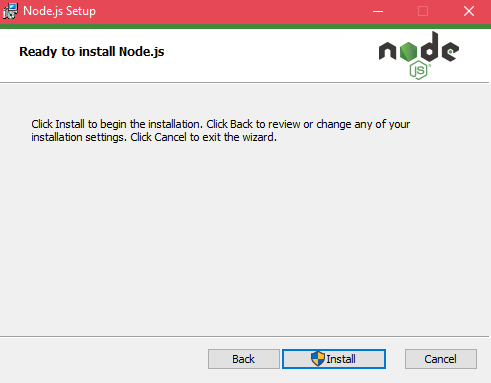 Node.js Setup
Ready to install Node.js
node
JS
Click Install to begin the installation. Click Back to review or change any of your
installation settings. Click Cancel to exit the wizard.
Back
Install
Cancel